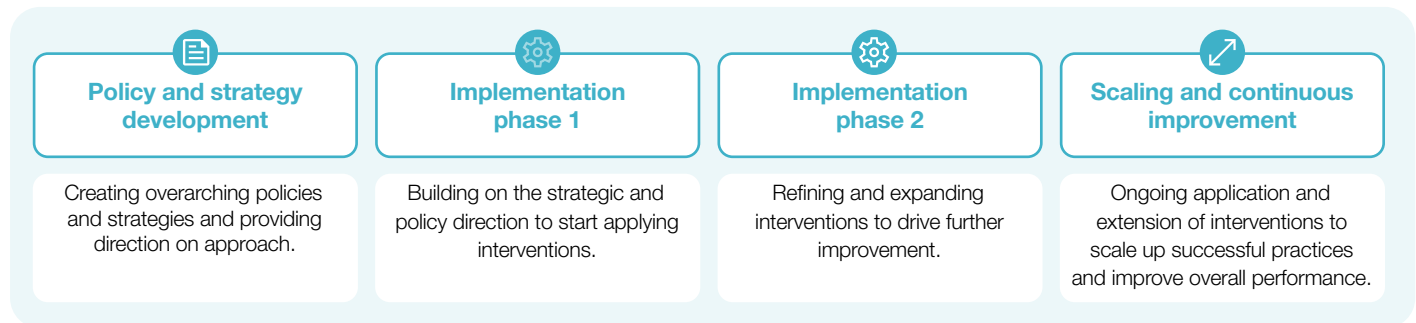 Policy and strategy
development
Creating overarching policies
and strategies and providing
direction on approach.
Implementation
phase 1
Building on the strategic and
policy direction to start applying
interventions.
Implementation
phase 2
Refining and expanding
interventions to drive further
improvement.
Scaling and continuous
improvement
Ongoing application and
extension of interventions to
scale up successful practices
and improve overall performance.